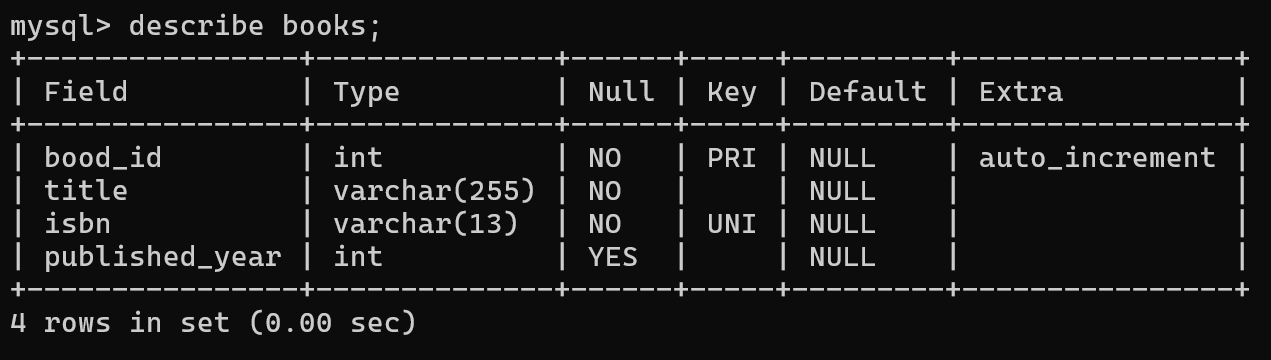 mysql> describe books;
+----------------+--------------+------+-----+---------+----------------+
| Field          | Type         | Null | Key | Default | Extra          |
+----------------+--------------+------+-----+---------+----------------+
| bood_id        | int          | NO   | PRI | NULL    | auto_increment |
| title          | varchar(255) | NO   |     | NULL    |                |
| isbn           | varchar(13)  | NO   | UNI | NULL    |                |
| published_year | int          | YES  |     | NULL    |                |
+----------------+--------------+------+-----+---------+----------------+
4 rows in set (0.00 sec)